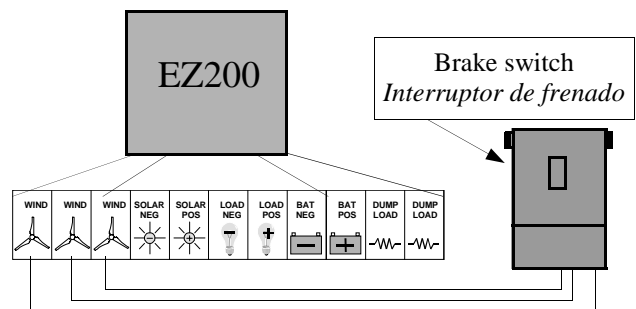 EZ200
Brake switch
Interruptor de frenado
WIND WIND WIND SOLAR NEG SOLAR POS LOAD NEG LOAD POS BAT NEG BAT POS DUMP LOAD DUMP LOAD